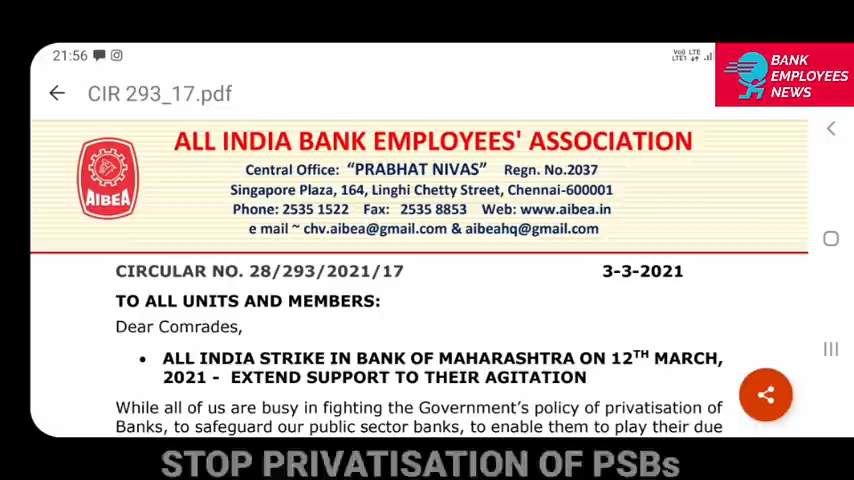 21:56
VoLTE LTE
LTE1
BANK
EMPLOYEES
NEWS
CIR 293_17.pdf
ALL INDIA BANK EMPLOYEES' ASSOCIATION
Central Office: “PRABHAT NIVAS” Regn. No.2037
Singapore Plaza, 164, Linghi Chetty Street, Chennai-600001
Phone: 2535 1522 Fax: 2535 8853 Web: www.aibea.in
e mail ~ chv.aibea@gmail.com & aibeahq@gmail.com
AIBEA
CIRCULAR NO. 28/293/2021/17 3-3-2021
TO ALL UNITS AND MEMBERS:
Dear Comrades,
• ALL INDIA STRIKE IN BANK OF MAHARASHTRA ON 12TH MARCH,
2021 - EXTEND SUPPORT TO THEIR AGITATION
While all of us are busy in fighting the Government’s policy of privatisation of
Banks, to safeguard our public sector banks, to enable them to play their due
STOP PRIVATISATION OF PSBs